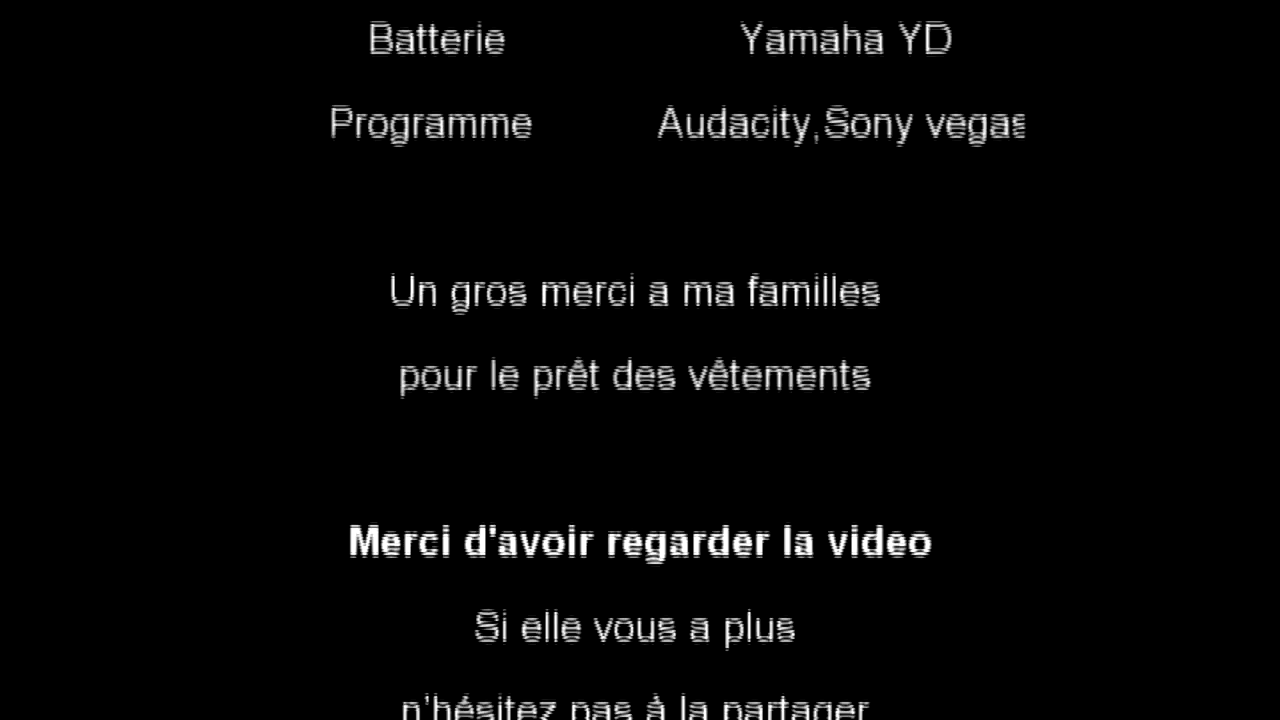 Batterie Yamaha YD
Programme Audacity,Sony vegas
Un gros merci a ma familles
pour le prêt des vêtements
Merci d'avoir regarder la video
Si elle vous a plus
n'hésitez pas à la partager